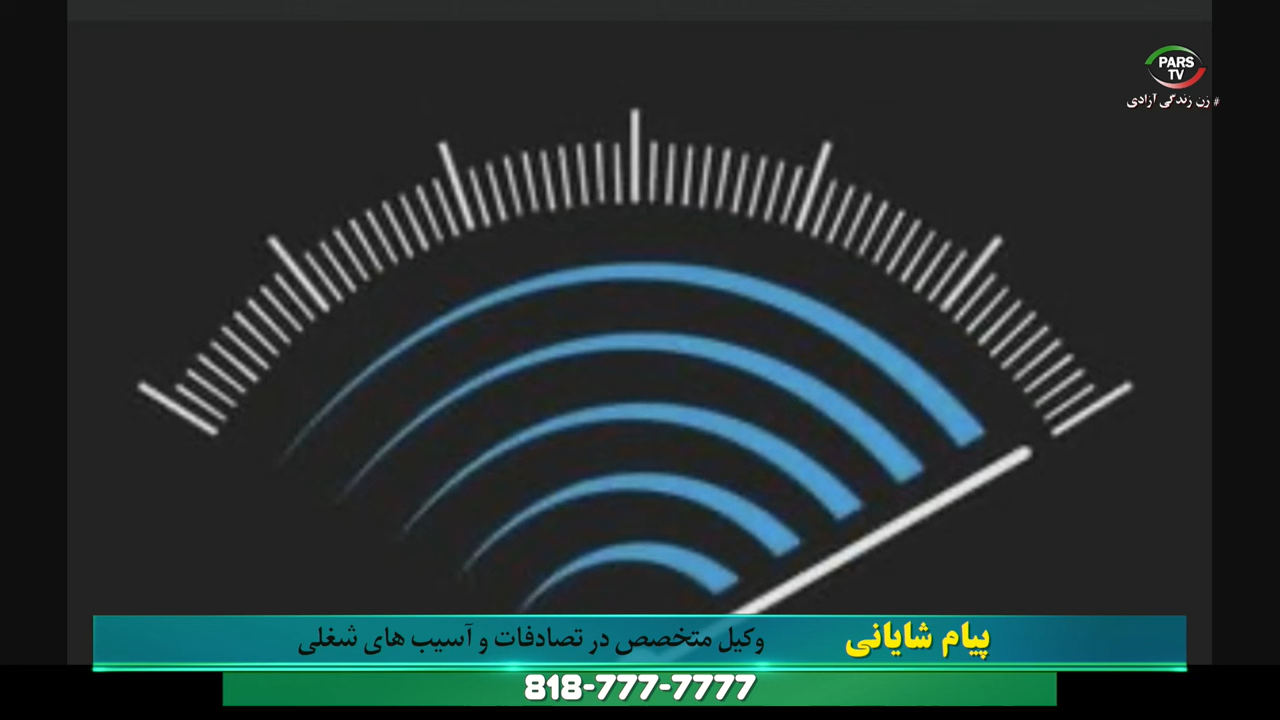 PARS
TV
# زن زندگی آزادی
پیام شایانی
وکیل متخصص در تصادفات و آسیب های شغلی
818-777-7777